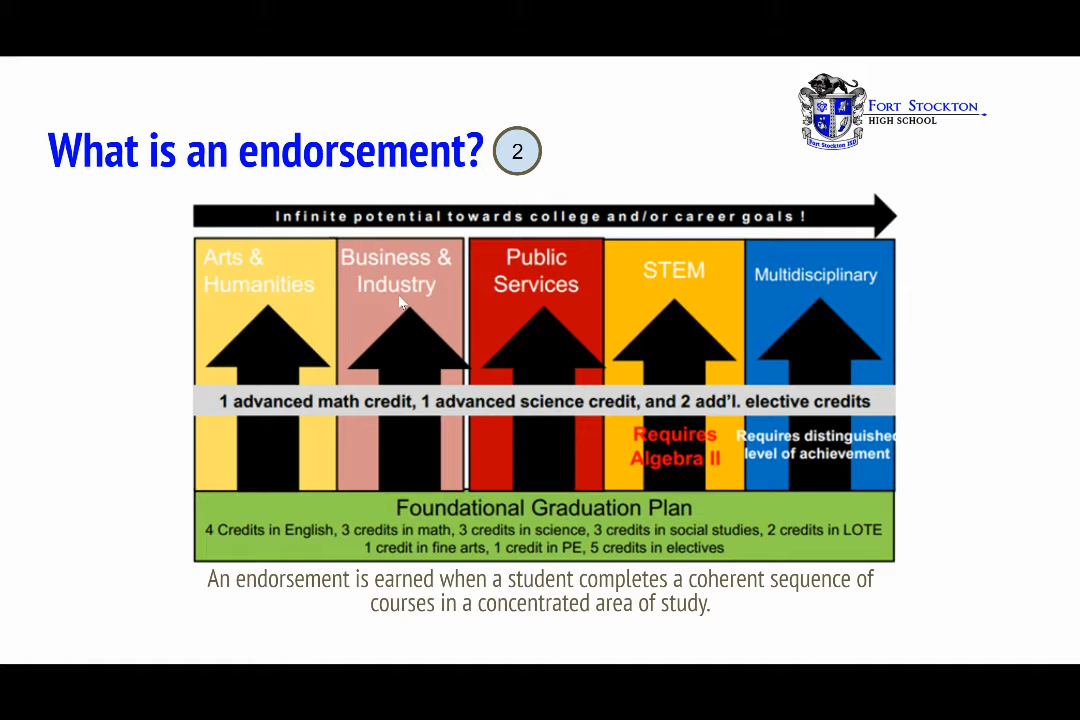 FORT STOCKTON
HIGH SCHOOL
Fort Stockton ISD
What is an endorsement? 2
Infinite potential towards college and/or career goals !
Arts &
Humanities
Business &
Industry
Public
Services
STEM
Multidisciplinary
1 advanced math credit, 1 advanced science credit, and 2 add'l. elective credits
Requires
Algebra II
Requires distinguished
level of achievement
Foundational Graduation Plan
4 Credits in English, 3 credits in math, 3 credits in science, 3 credits in social studies, 2 credits in LOTE
1 credit in fine arts, 1 credit in PE, 5 credits in electives
An endorsement is earned when a student completes a coherent sequence of
courses in a concentrated area of study.